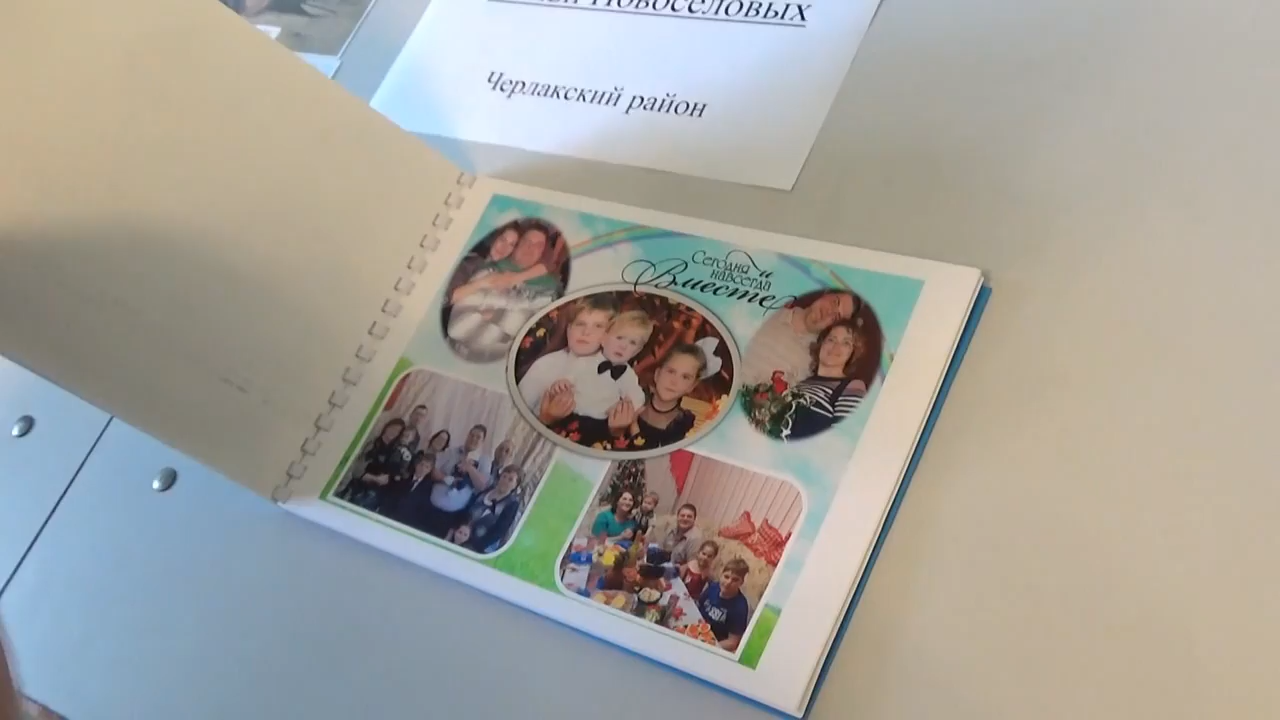 Новоселовых
Черлакский район
Сегодня и
навсегда
Вместе